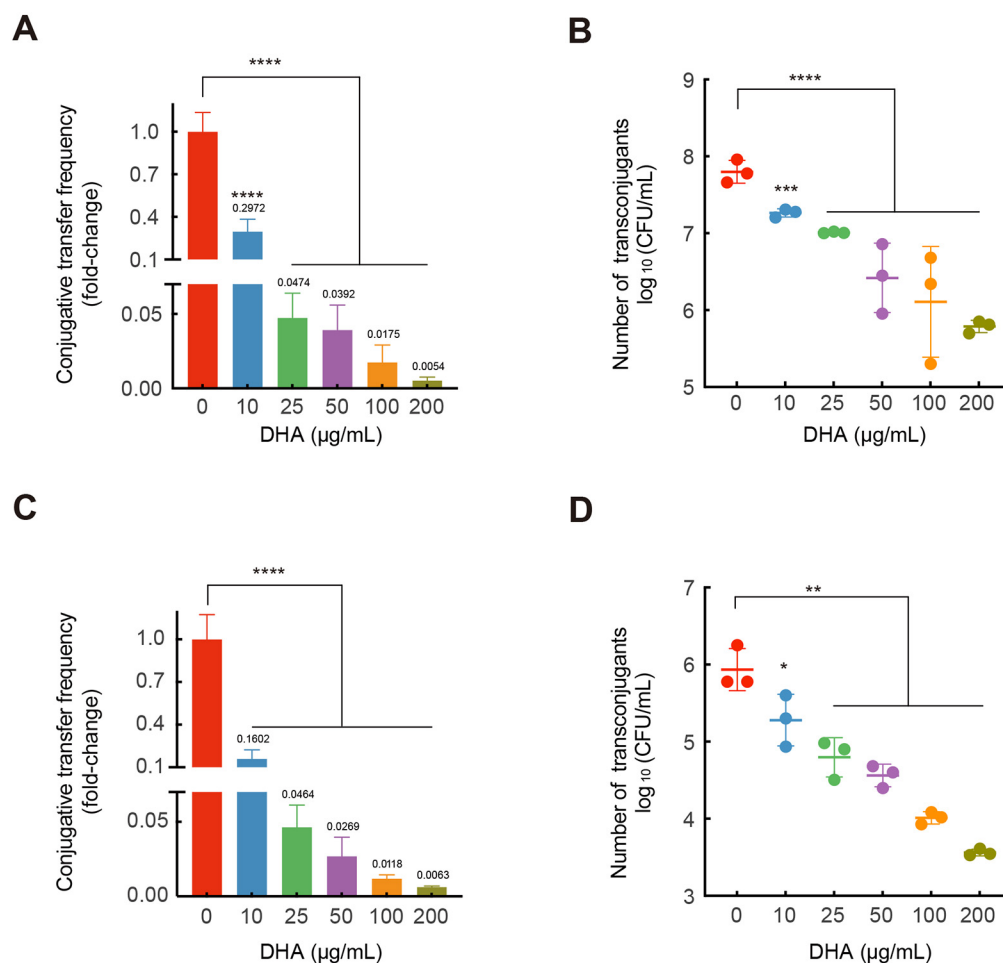 A
Conjugative transfer frequency
(fold-change)
****
1.0
0.7
0.4
0.1
0.05
0.00
****
0.2972
0.0474
0.0392
0.0175
0.0054
0 10 25 50 100 200
DHA (µg/mL)
B
Number of transconjugants
log 10 (CFU/mL)
****
9
8
7
6
5
***
0 10 25 50 100 200
DHA (µg/mL)
C
Conjugative transfer frequency
(fold-change)
****
1.0
0.7
0.4
0.1
0.05
0.00
0.1602
0.0464
0.0269
0.0118
0.0063
0 10 25 50 100 200
DHA (µg/mL)
D
Number of transconjugants
log 10 (CFU/mL)
**
7
6
5
4
3
*
0 10 25 50 100 200
DHA (µg/mL)